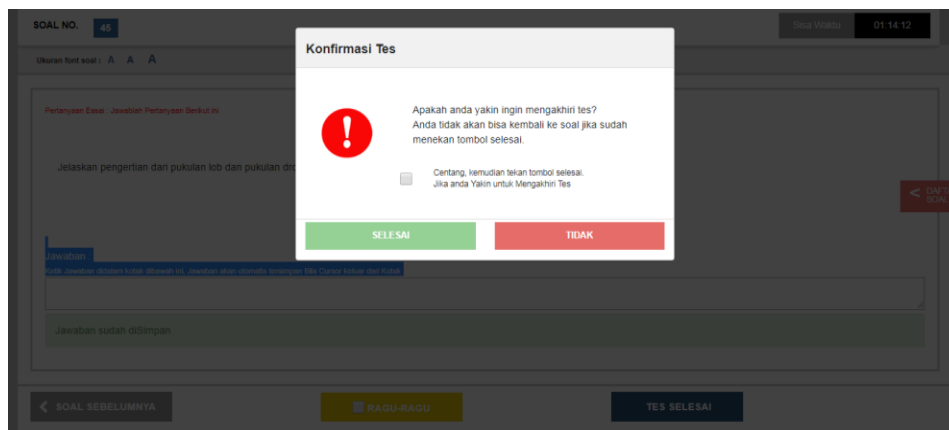 SOAL NO. 45
Sisa Waktu 01:14:12
Ukuran font soal : A A A
Konfirmasi Tes
Pertanyaan Essai : Jawablah Pertanyaan Berikut ini
Apakah anda yakin ingin mengakhiri tes?
Anda tidak akan bisa kembali ke soal jika sudah
menekan tombol selesai.
Jelaskan pengertian dari pukulan lob dan pukulan
Centang, kemudian tekan tombol selesai.
Jika anda Yakin untuk Mengakhiri Tes
SELESAI
TIDAK
Jawaban :
Ketik Jawaban didalam kotak dibawah ini. Jawaban akan otomatis tersimpan Bila Cursor keluar dari Kotak
Jawaban sudah diSimpan
SOAL SEBELUMNYA
RAGU-RAGU
TES SELESAI